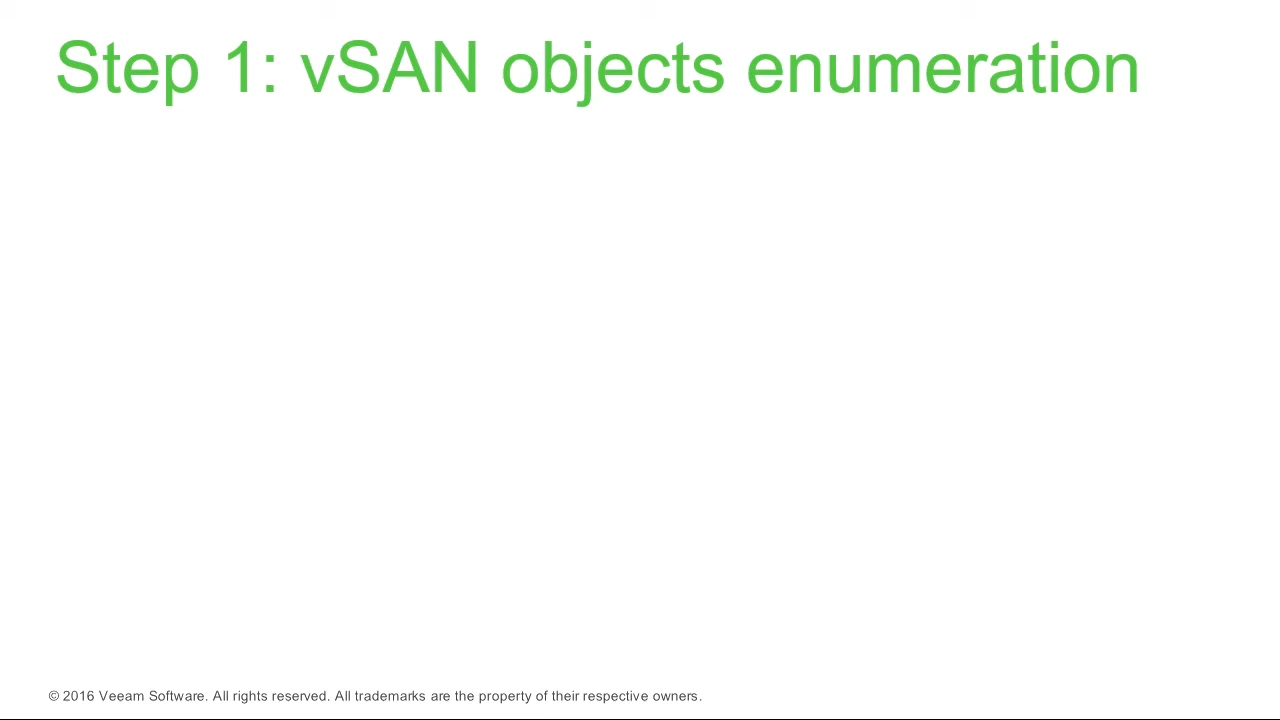 Step 1: vSAN objects enumeration
© 2016 Veeam Software. All rights reserved. All trademarks are the property of their respective owners.